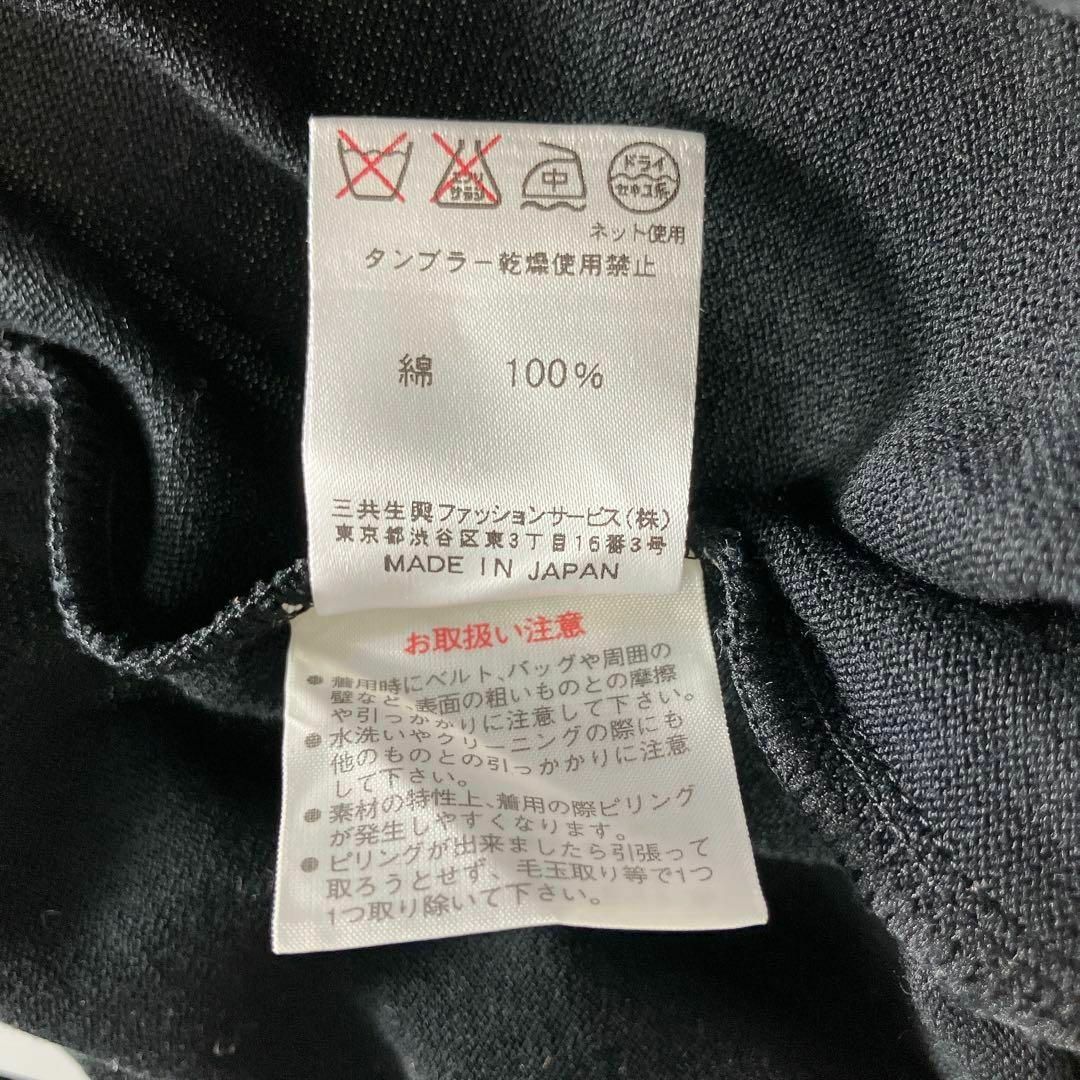 エンソ
サラシ
中
ドライ
セキユ系
ネット使用
タンブラー乾燥使用禁止
綿 100%
三共生興ファッションサービス(株)
東京都渋谷区東3丁目16番3号
MADE IN JAPAN
お取扱い注意
●着用時にベルト、バッグや周囲の
壁など、表面の粗いものとの摩擦
や引っかかりに注意して下さい。
●水洗いやクリーニングの際にも
他のものとの引っかかりに注意
して下さい。
●素材の特性上、着用の際ピリング
が発生しやすくなります。
●ピリングが出来ましたら引張って
取ろうとせず、毛玉取り等で1つ
1つ取り除いて下さい。